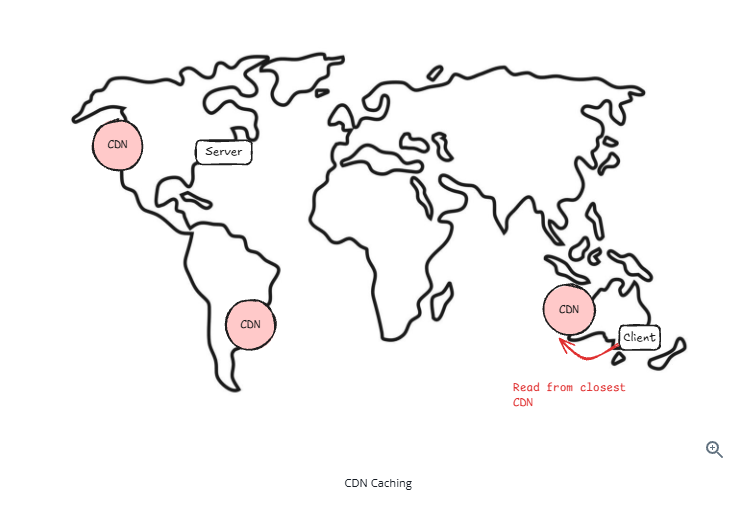 CDN
Server
CDN
CDN
Client
Read from closest
CDN
CDN Caching